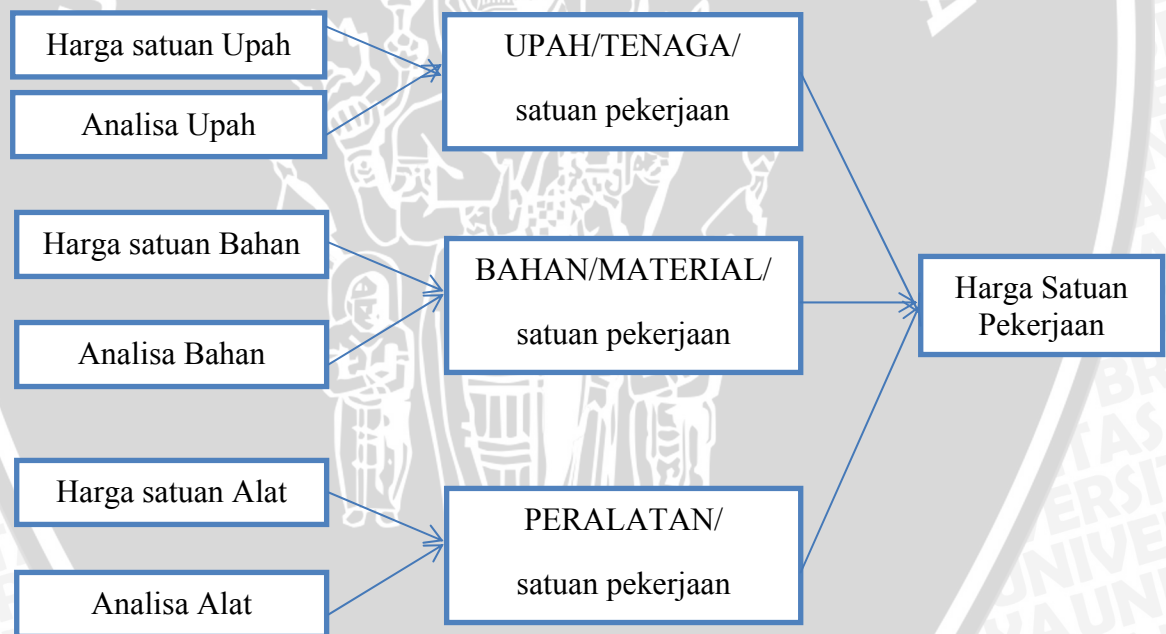 Harga satuan Upah
Analisa Upah
UPAH/TENAGA/
satuan pekerjaan
Harga satuan Bahan
Analisa Bahan
BAHAN/MATERIAL/
satuan pekerjaan
Harga satuan Alat
Analisa Alat
PERALATAN/
satuan pekerjaan
Harga Satuan
Pekerjaan